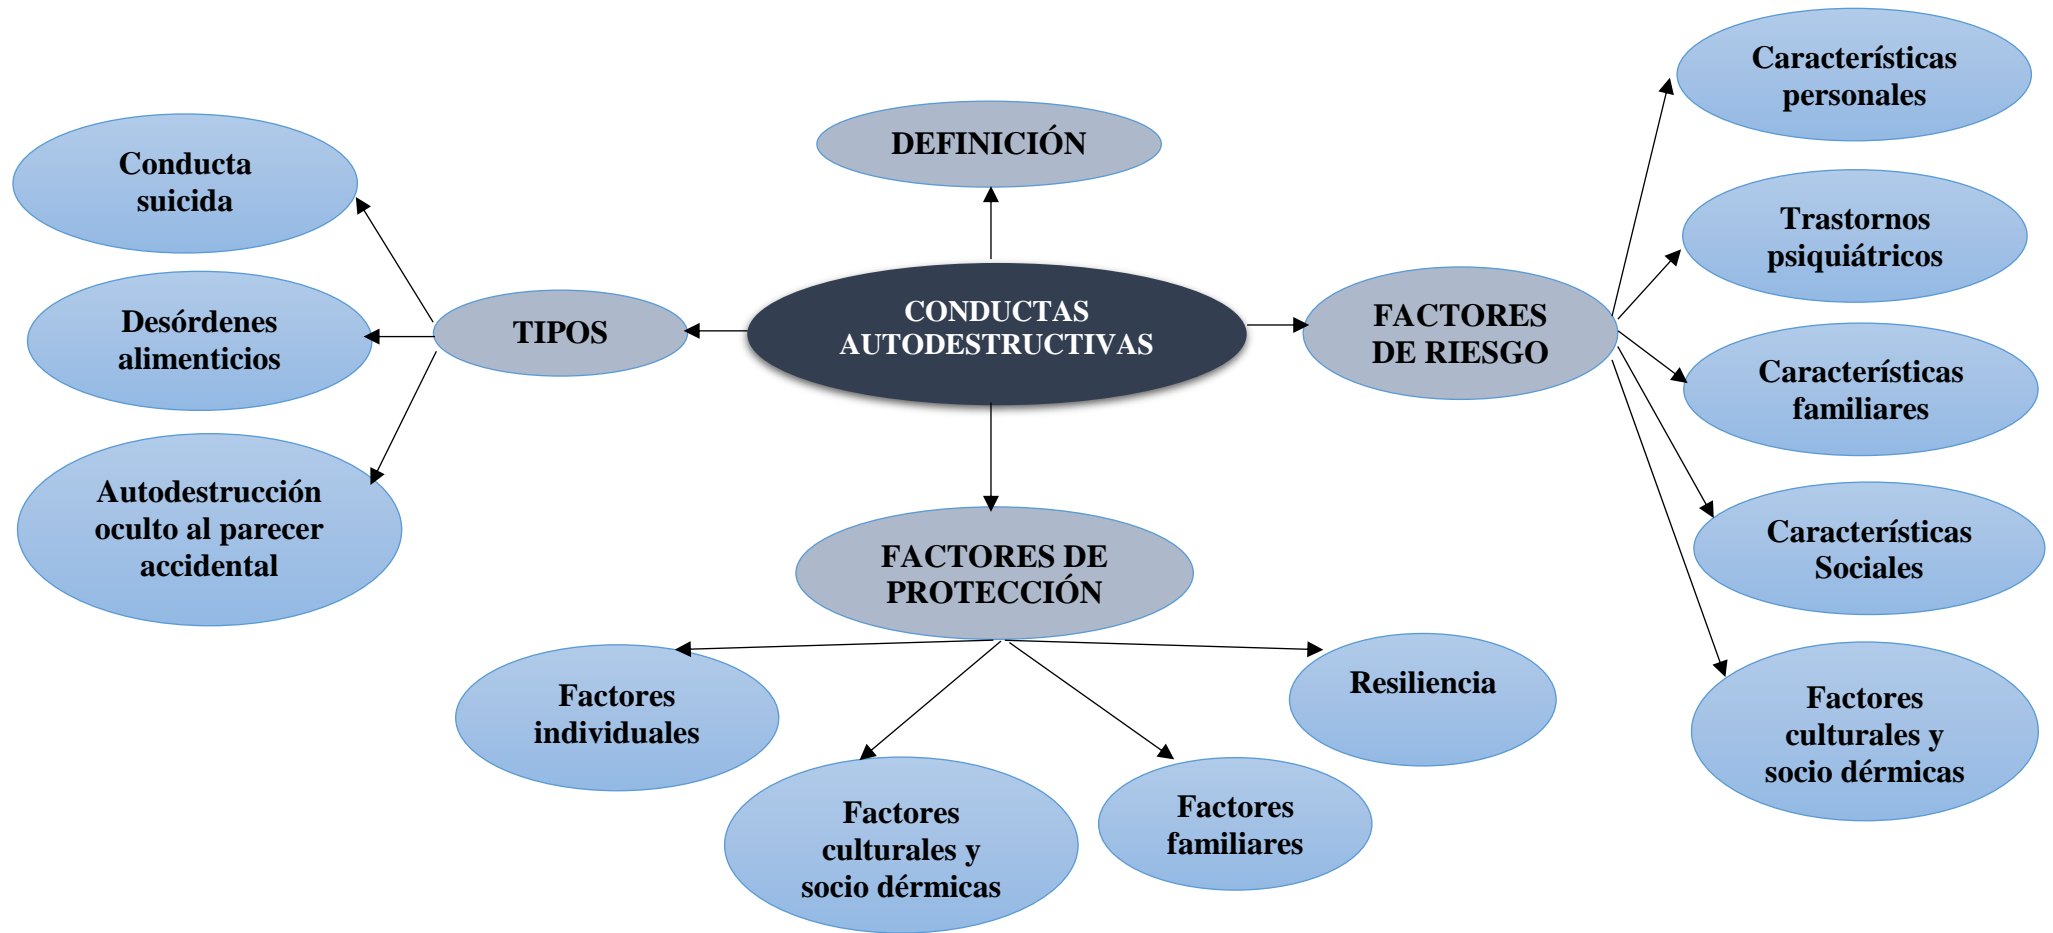 Características
personales
DEFINICIÓN
Conducta
suicida
Trastornos
psiquiátricos
CONDUCTAS
AUTODESTRUCTIVAS
TIPOS
FACTORES
DE RIESGO
Desórdenes
alimenticios
Características
familiares
Autodestrucción
oculto al parecer
accidental
Características
Sociales
FACTORES DE
PROTECCIÓN
Factores
individuales
Resiliencia
Factores
culturales y
socio dérmicas
Factores
culturales y
socio dérmicas
Factores
familiares